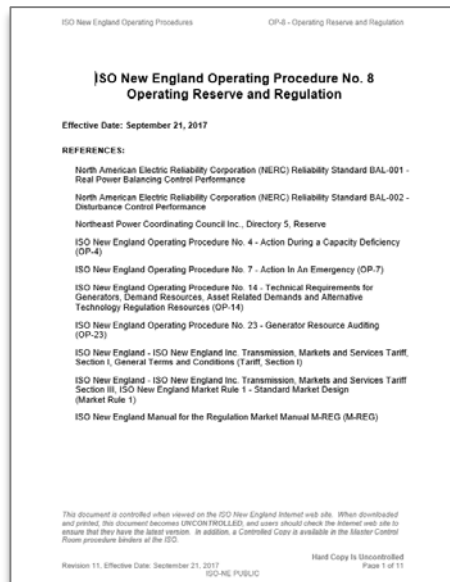 ISO New England Operating Procedures OP-8 - Operating Reserve and Regulation
ISO New England Operating Procedure No. 8
Operating Reserve and Regulation
Effective Date: September 21, 2017
REFERENCES:
North American Electric Reliability Corporation (NERC) Reliability Standard BAL-001 -
Real Power Balancing Control Performance
North American Electric Reliability Corporation (NERC) Reliability Standard BAL-002 -
Disturbance Control Performance
Northeast Power Coordinating Council Inc., Directory 5, Reserve
ISO New England Operating Procedure No. 4 - Action During a Capacity Deficiency
(OP-4)
ISO New England Operating Procedure No. 7 - Action In An Emergency (OP-7)
ISO New England Operating Procedure No. 14 - Technical Requirements for
Generators, Demand Resources, Asset Related Demands and Alternative
Technology Regulation Resources (OP-14)
ISO New England Operating Procedure No. 23 - Generator Resource Auditing
(OP-23)
ISO New England - ISO New England Inc. Transmission, Markets and Services Tariff,
Section I, General Terms and Conditions (Tariff, Section I)
ISO New England - ISO New England Inc. Transmission, Markets and Services Tariff
Section III, ISO New England Market Rule 1 - Standard Market Design
(Market Rule 1)
ISO New England Manual for the Regulation Market Manual M-REG (M-REG)
This document is controlled when viewed on the ISO New England Internet web site. When downloaded
and printed, this document becomes UNCONTROLLED, and users should check the Internet web site to
ensure that they have the latest version. In addition, a Controlled Copy is available in the Master Control
Room procedure binders at the ISO.
Hard Copy Is Uncontrolled
Revision 11, Effective Date: September 21, 2017 Page 1 of 11
ISO-NE PUBLIC